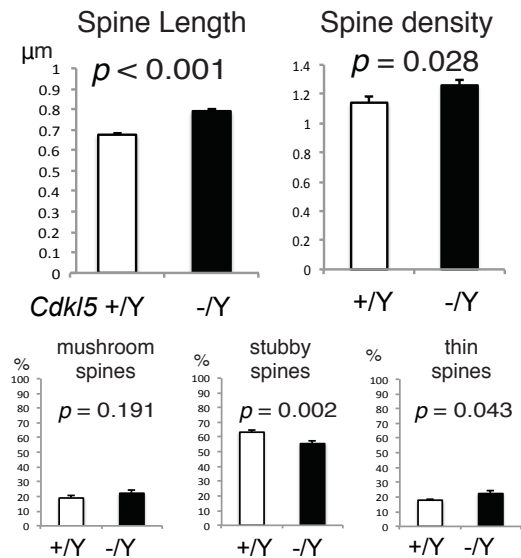 Spine Length
μm
p < 0.001
1
0.9
0.8
0.7
0.6
0.5
0.4
0.3
0.2
0.1
0
Cdkl5 +/Y -/Y
Spine density
p = 0.028
1.4
1.2
1
0.8
0.6
0.4
0.2
0
+/Y -/Y
mushroom
spines
%
p = 0.191
100
90
80
70
60
50
40
30
20
10
0
+/Y -/Y
stubby
spines
%
p = 0.002
100
90
80
70
60
50
40
30
20
10
0
+/Y -/Y
thin
spines
%
p = 0.043
100
90
80
70
60
50
40
30
20
10
0
+/Y -/Y